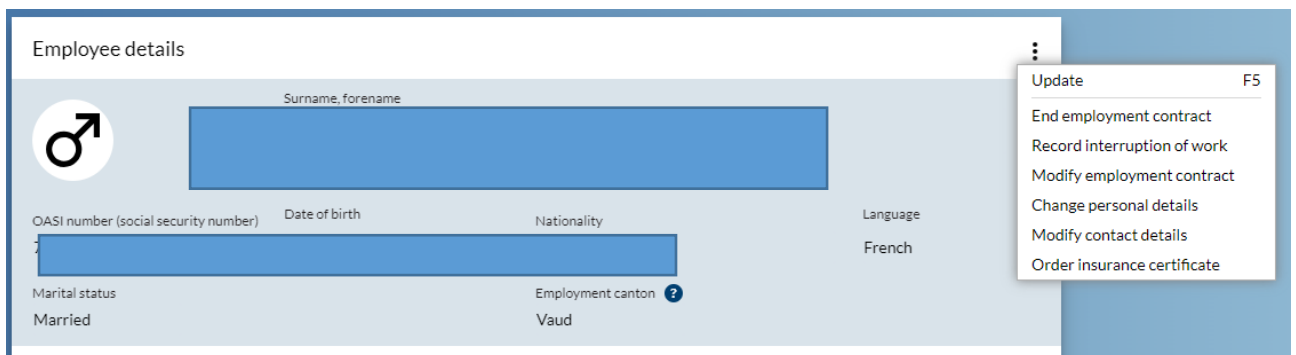 Employee details
Update F5
End employment contract
Record interruption of work
Modify employment contract
Change personal details
Modify contact details
Order insurance certificate
Surname, forename
OASI number (social security number) Date of birth Nationality Language
French
Marital status Employment canton ?
Married Vaud